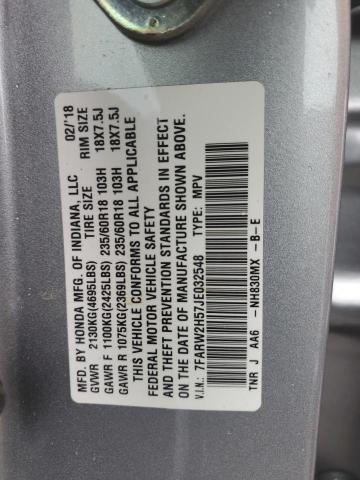 MFD. BY HONDA MFG. OF INDIANA, LLC 02/'18
GVWR 2130KG(4695LBS) TIRE SIZE RIM SIZE
GAWR F 1100KG(2425LBS) 235/60R18 103H 18X7.5J
GAWR R 1075KG(2369LBS) 235/60R18 103H 18X7.5J
THIS VEHICLE CONFORMS TO ALL APPLICABLE
FEDERAL MOTOR VEHICLE SAFETY
AND THEFT PREVENTION STANDARDS IN EFFECT
ON THE DATE OF MANUFACTURE SHOWN ABOVE.
V.I.N.: 7FARW2H57JE032548 TYPE: MPV
TNR J AA6 -NH830MX -B-E